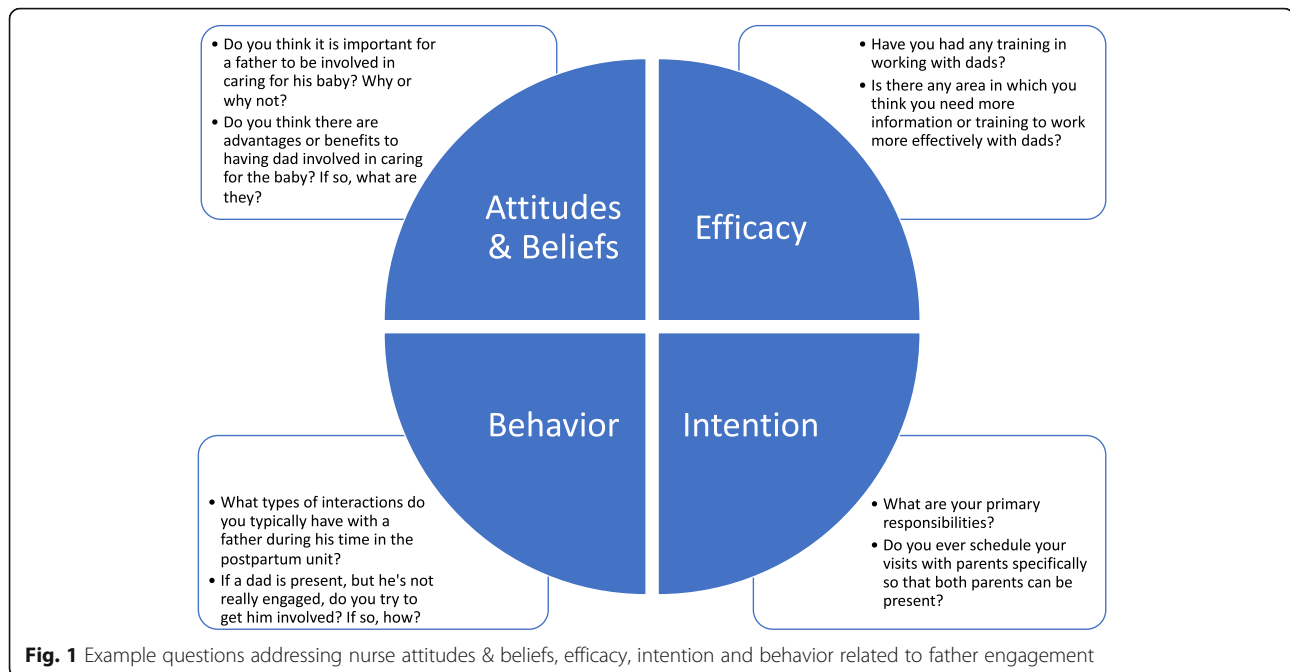 • Do you think it is important for
a father to be involved in
caring for his baby? Why or
why not?
• Do you think there are
advantages or benefits to
having dad involved in caring
for the baby? If so, what are
they?
• Have you had any training in
working with dads?
• Is there any area in which you
think you need more
information or training to work
more effectively with dads?
Attitudes
& Beliefs
Efficacy
Behavior
Intention
• What types of interactions do
you typically have with a
father during his time in the
postpartum unit?
• If a dad is present, but he's not
really engaged, do you try to
get him involved? If so, how?
• What are your primary
responsibilities?
• Do you ever schedule your
visits with parents specifically
so that both parents can be
present?
Fig. 1 Example questions addressing nurse attitudes & beliefs, efficacy, intention and behavior related to father engagement